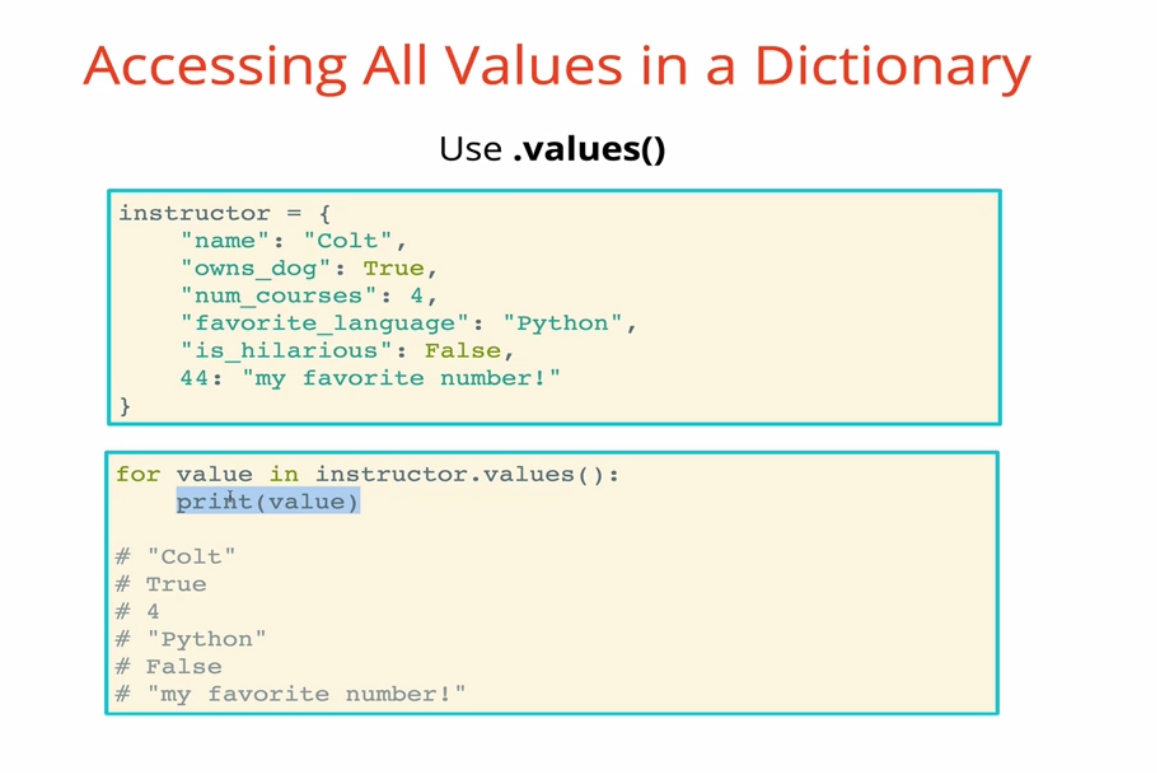 Accessing All Values in a Dictionary
Use .values()
instructor = {
    "name": "Colt",
    "owns_dog": True,
    "num_courses": 4,
    "favorite_language": "Python",
    "is_hilarious": False,
    44: "my favorite number!"
}
for value in instructor.values():
    print(value)
# "Colt"
# True
# 4
# "Python"
# False
# "my favorite number!"